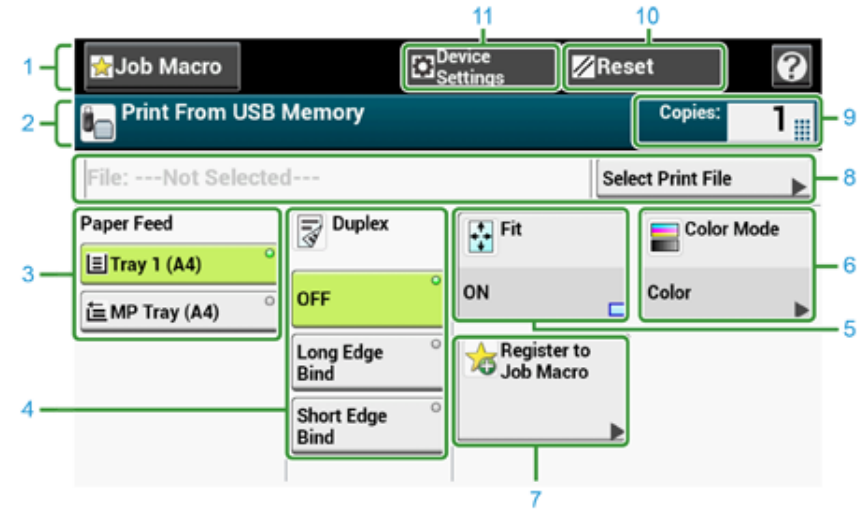 11
10
1
Job Macro
Device
Settings
Reset
?
2
Print From USB Memory
Copies:
1
9
File: ---Not Selected---
Select Print File
8
3
Paper Feed
Tray 1 (A4)
MP Tray (A4)
Duplex
OFF
Long Edge
Bind
Short Edge
Bind
4
Fit
ON
5
Color Mode
Color
6
Register to
Job Macro
7